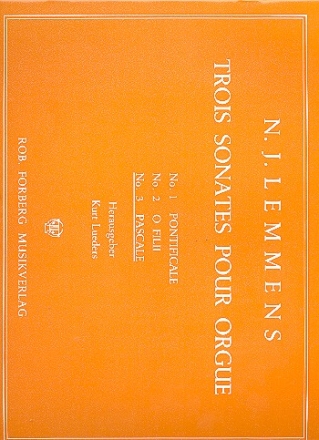 N. J. LEMMENS
TROIS SONATES POUR ORGUE
No. 1 PONTIFICALE
No. 2 O FILII
No. 3 PASCALE
Herausgeber
Kurt Lueders
ROB. FORBERG MUSIKVERLAG